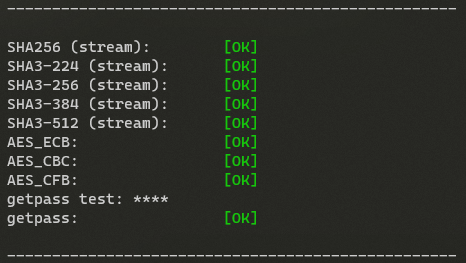 --------------------------------------------------
SHA256 (stream): [OK]
SHA3-224 (stream): [OK]
SHA3-256 (stream): [OK]
SHA3-384 (stream): [OK]
SHA3-512 (stream): [OK]
AES_ECB: [OK]
AES_CBC: [OK]
AES_CFB: [OK]
getpass test: ****
getpass: [OK]
--------------------------------------------------